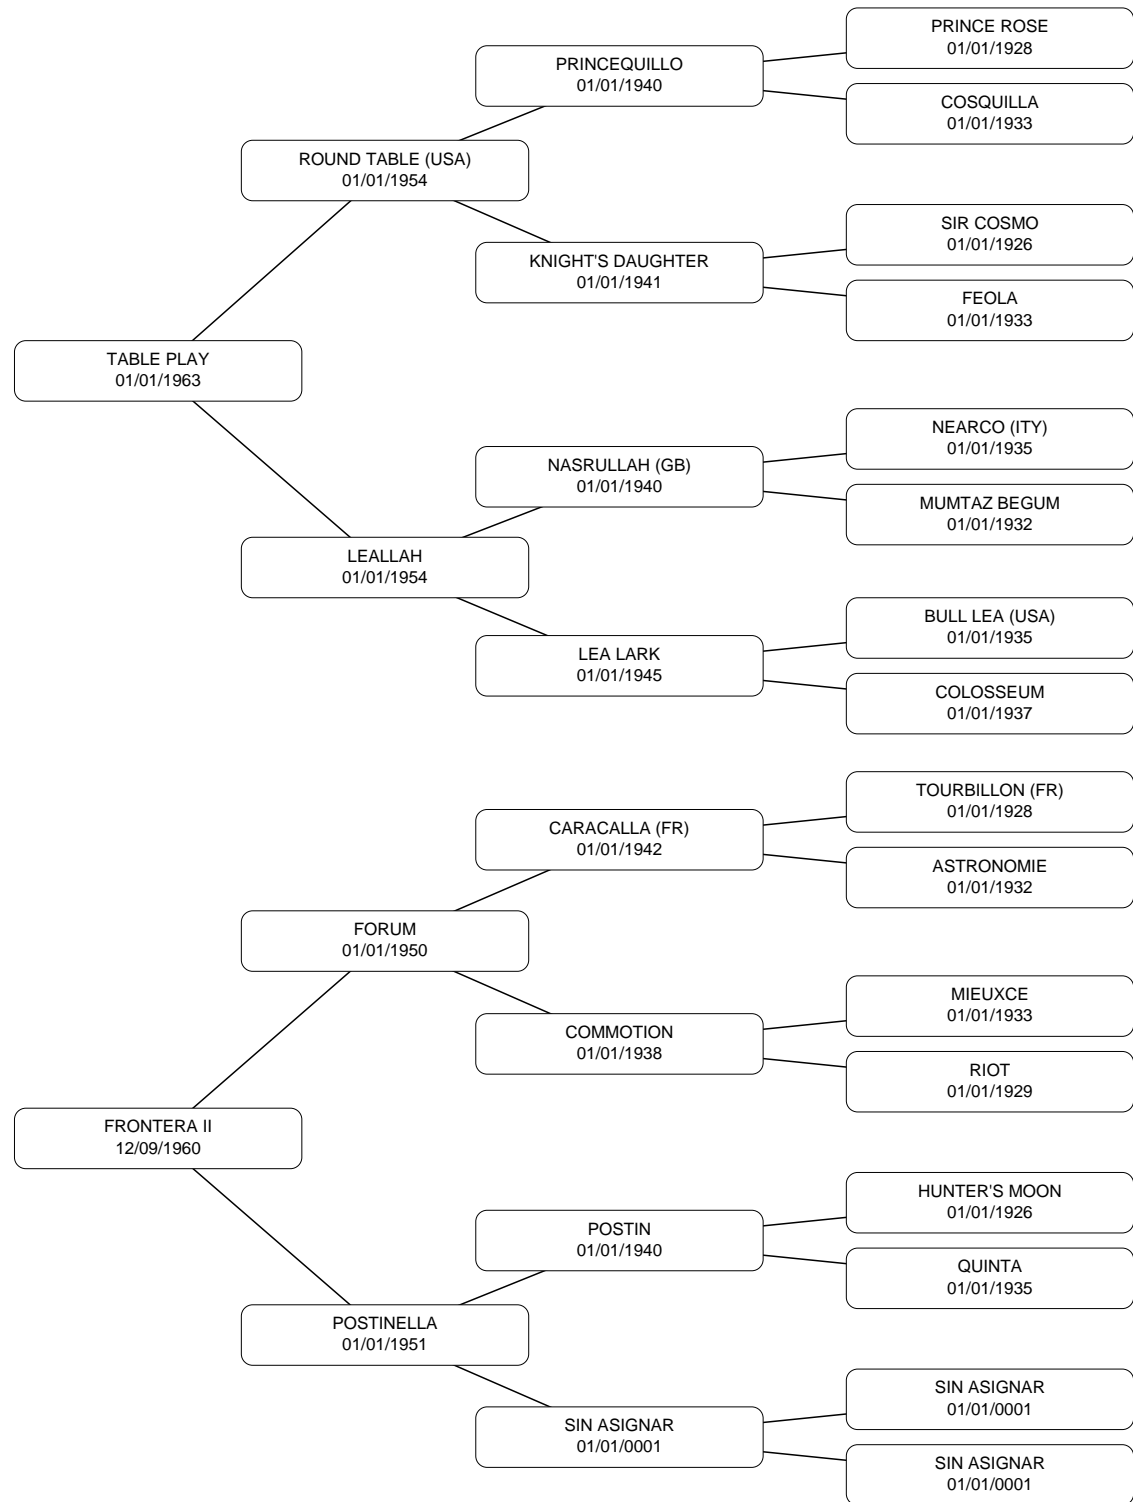 PRINCE ROSE
01/01/1928
PRINCEQUILLO
01/01/1940
COSQUILLA
01/01/1933
ROUND TABLE (USA)
01/01/1954
SIR COSMO
01/01/1926
KNIGHT'S DAUGHTER
01/01/1941
FEOLA
01/01/1933
TABLE PLAY
01/01/1963
NEARCO (ITY)
01/01/1935
NASRULLAH (GB)
01/01/1940
MUMTAZ BEGUM
01/01/1932
LEALLAH
01/01/1954
BULL LEA (USA)
01/01/1935
LEA LARK
01/01/1945
COLOSSEUM
01/01/1937
TOURBILLON (FR)
01/01/1928
CARACALLA (FR)
01/01/1942
ASTRONOMIE
01/01/1932
FORUM
01/01/1950
MIEUXCE
01/01/1933
COMMOTION
01/01/1938
RIOT
01/01/1929
FRONTERA II
12/09/1960
HUNTER'S MOON
01/01/1926
POSTIN
01/01/1940
QUINTA
01/01/1935
POSTINELLA
01/01/1951
SIN ASIGNAR
01/01/0001
SIN ASIGNAR
01/01/0001
SIN ASIGNAR
01/01/0001